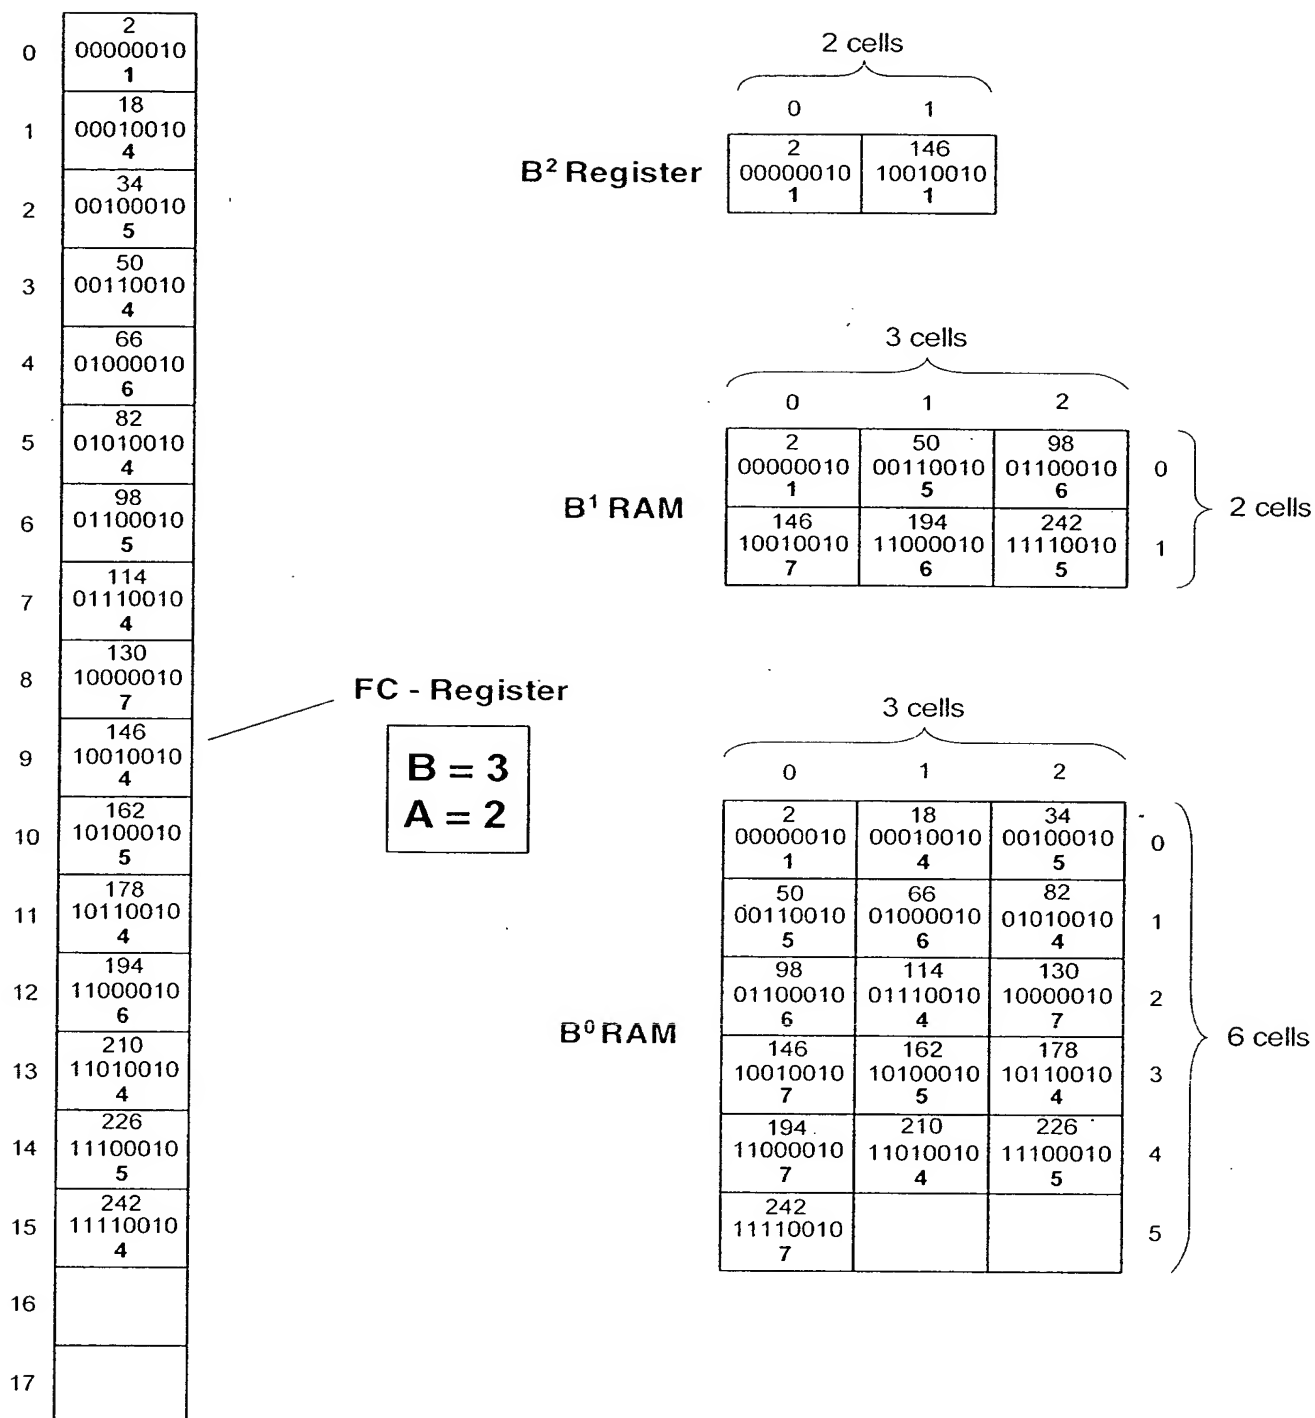 0
2
00000010
1
1
18
00010010
4
2
34
00100010
5
3
50
00110010
4
4
66
01000010
6
5
82
01010010
4
6
98
01100010
5
7
114
01110010
4
8
130
10000010
7
9
146
10010010
4
10
162
10100010
5
11
178
10110010
4
12
194
11000010
6
13
210
11010010
4
14
226
11100010
5
15
242
11110010
4
16
17
FC - Register
B = 3
A = 2
2 cells
0 1
B² Register
2 146
00000010 10010010
1 1
3 cells
0 1 2
B¹ RAM
2 50 98
00000010 00110010 01100010 0
1 5 6
146 194 242
10010010 11000010 11110010 1
7 6 5
2 cells
3 cells
0 1 2
B⁰ RAM
2 18 34
00000010 00010010 00100010 0
1 4 5
50 66 82
00110010 01000010 01010010 1
5 6 4
98 114 130
01100010 01110010 10000010 2
6 4 7
146 162 178
10010010 10100010 10110010 3
7 5 4
194 210 226
11000010 11010010 11100010 4
7 4 5
242
11110010 5
7
6 cells